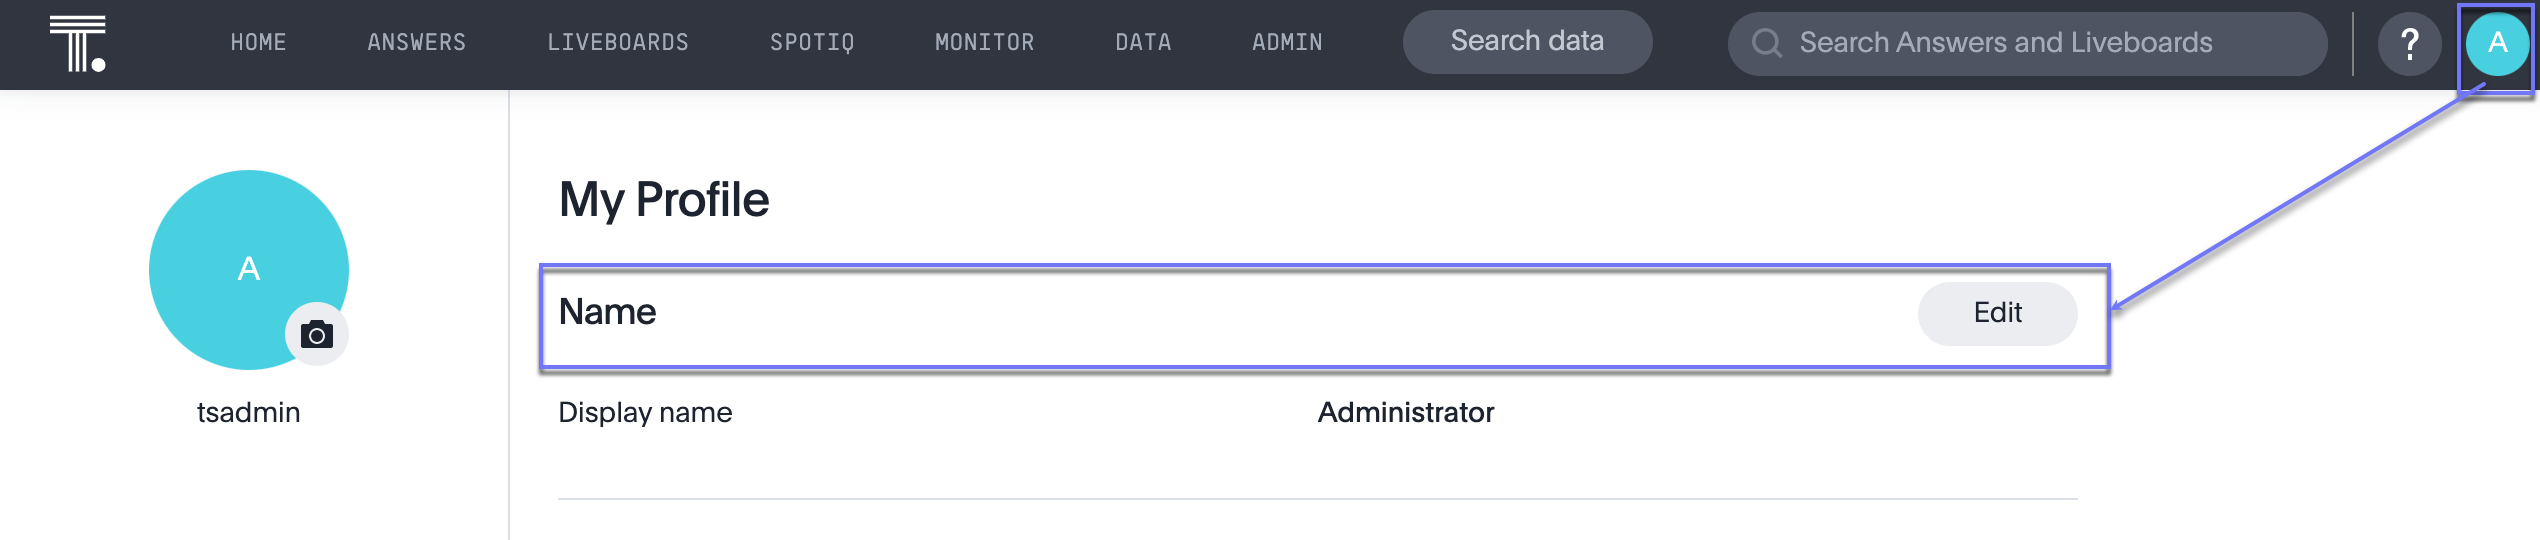 T. HOME ANSWERS LIVEBOARDS SPOTIQ MONITOR DATA ADMIN Search data Search Answers and Liveboards ? A
My Profile
A
Name Edit
tsadmin
Display name Administrator